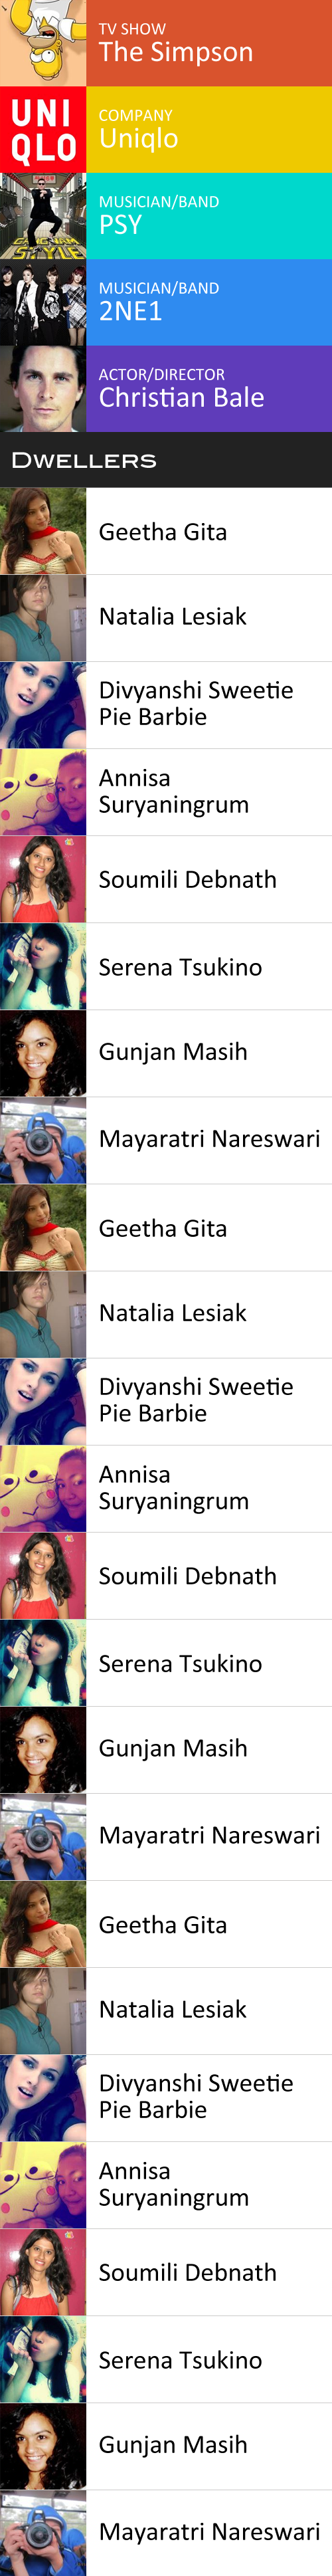 TV SHOW
The Simpson
UNI
QLO
COMPANY
Uniqlo
GANGNAM
STYLE
MUSICIAN/BAND
PSY
MUSICIAN/BAND
2NE1
ACTOR/DIRECTOR
Christian Bale
DWELLERS
Geetha Gita
Natalia Lesiak
Divyanshi Sweetie
Pie Barbie
Annisa
Suryaningrum
Soumili Debnath
Serena Tsukino
Gunjan Masih
Mayaratri Nareswari
Geetha Gita
Natalia Lesiak
Divyanshi Sweetie
Pie Barbie
Annisa
Suryaningrum
Soumili Debnath
Serena Tsukino
Gunjan Masih
Mayaratri Nareswari
Geetha Gita
Natalia Lesiak
Divyanshi Sweetie
Pie Barbie
Annisa
Suryaningrum
Soumili Debnath
Serena Tsukino
Gunjan Masih
Mayaratri Nareswari